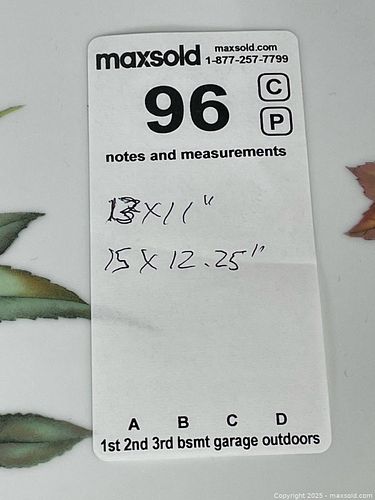 maxsold maxsold.com
1-877-257-7799
96 C
P
notes and measurements
X 11"
15 X 12.25"
A B C D
1st 2nd 3rd bsmt garage outdoors
Copyright © 2025 - maxsold.com